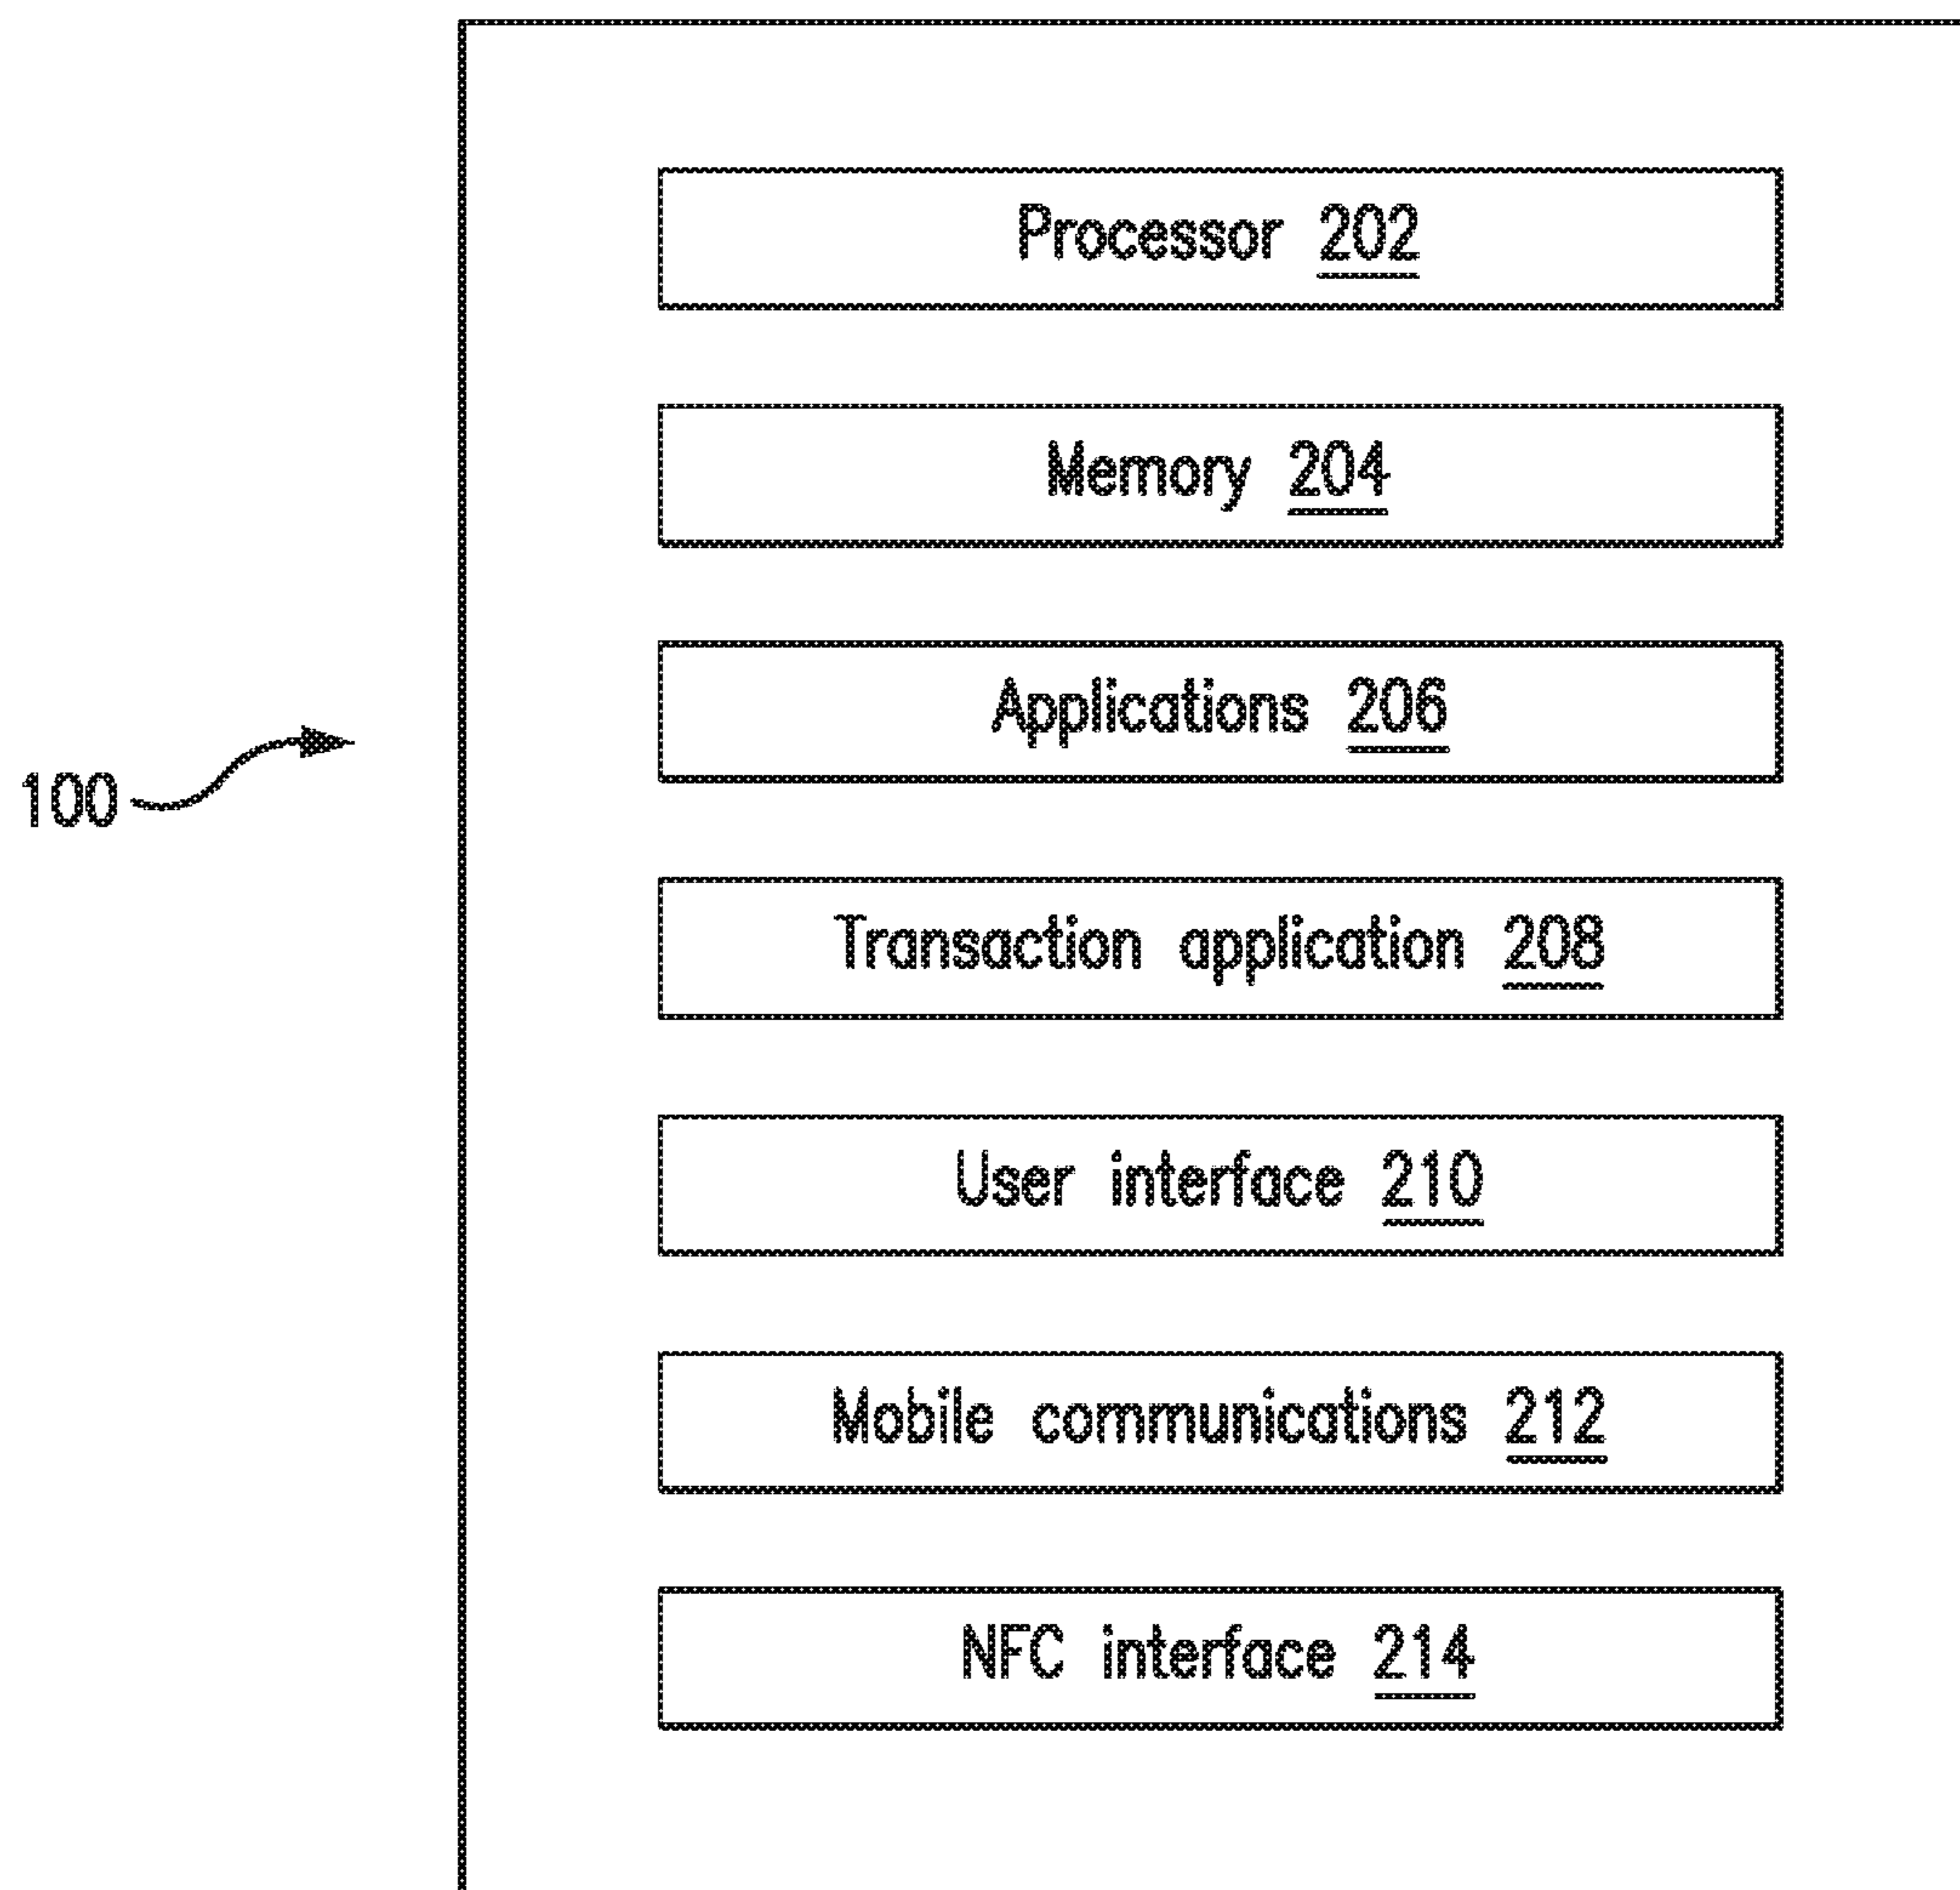 Processor 202
Memory 204
Applications 206
100
Transaction application 208
User interface 210
Mobile communications 212
NFC interface 214